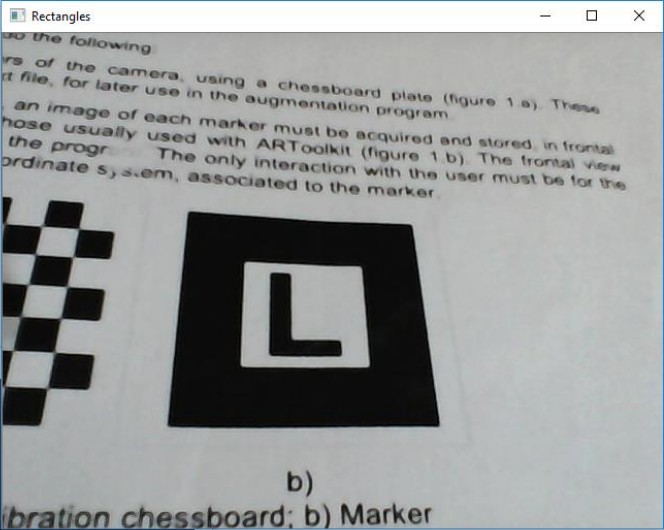 Rectangles
do the following
rs of the camera, using a chessboard plate (figure 1.a). These
rt file, for later use in the augmentation program.
, an image of each marker must be acquired and stored, in frontal
hose usually used with ARToolkit (figure 1.b). The frontal view
the progr The only interaction with the user must be for the
ordinate system, associated to the marker.
L
b)
ibration chessboard; b) Marker